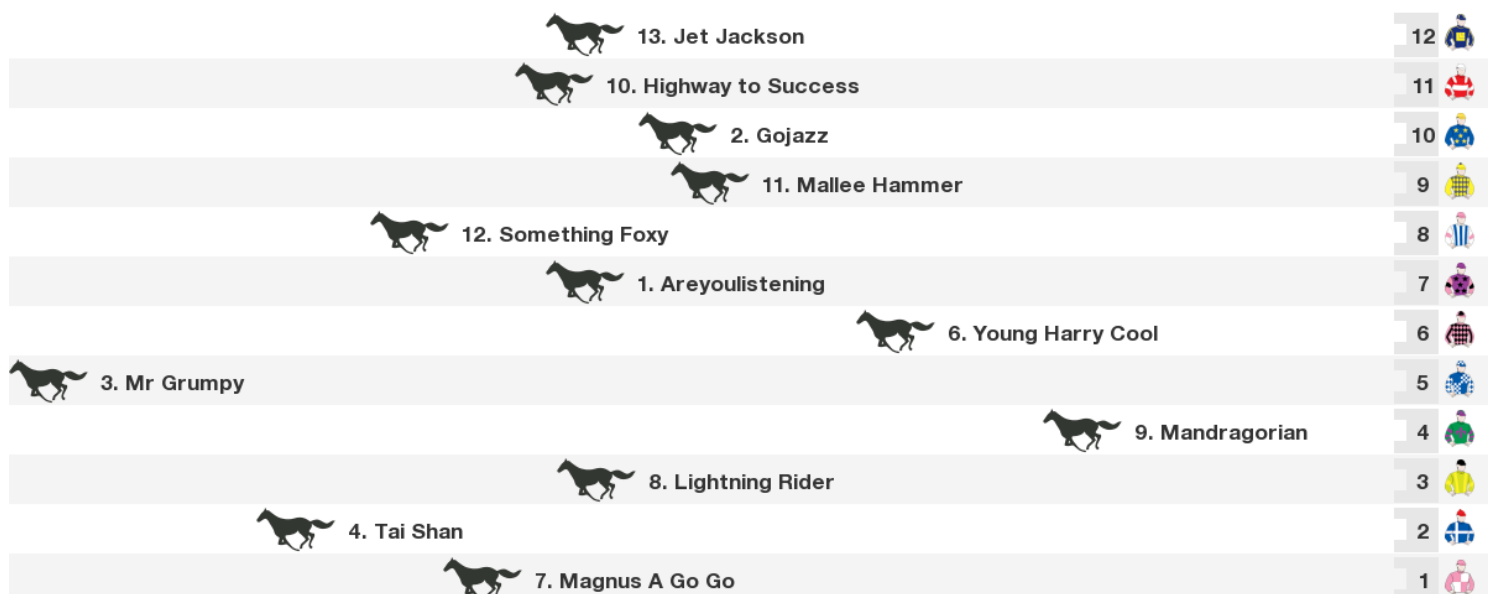 13. Jet Jackson 12
10. Highway to Success 11
2. Gojazz 10
11. Mallee Hammer 9
12. Something Foxy 8
1. Areyoulistening 7
6. Young Harry Cool 6
3. Mr Grumpy 5
9. Mandragorian 4
8. Lightning Rider 3
4. Tai Shan 2
7. Magnus A Go Go 1